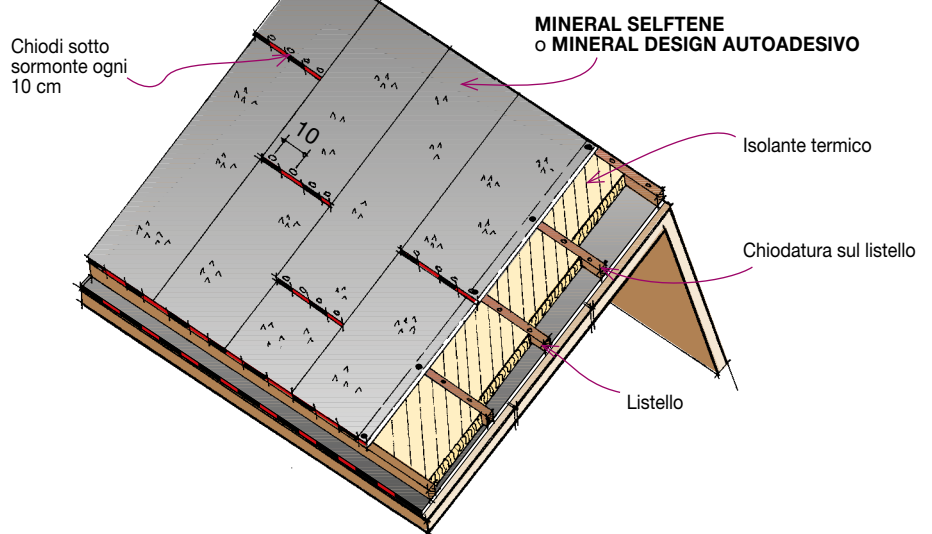 MINERAL SELFTENE
o MINERAL DESIGN AUTOADESIVO
Chiodi sotto
sormonte ogni
10 cm
10
Isolante termico
Chiodatura sul listello
Listello